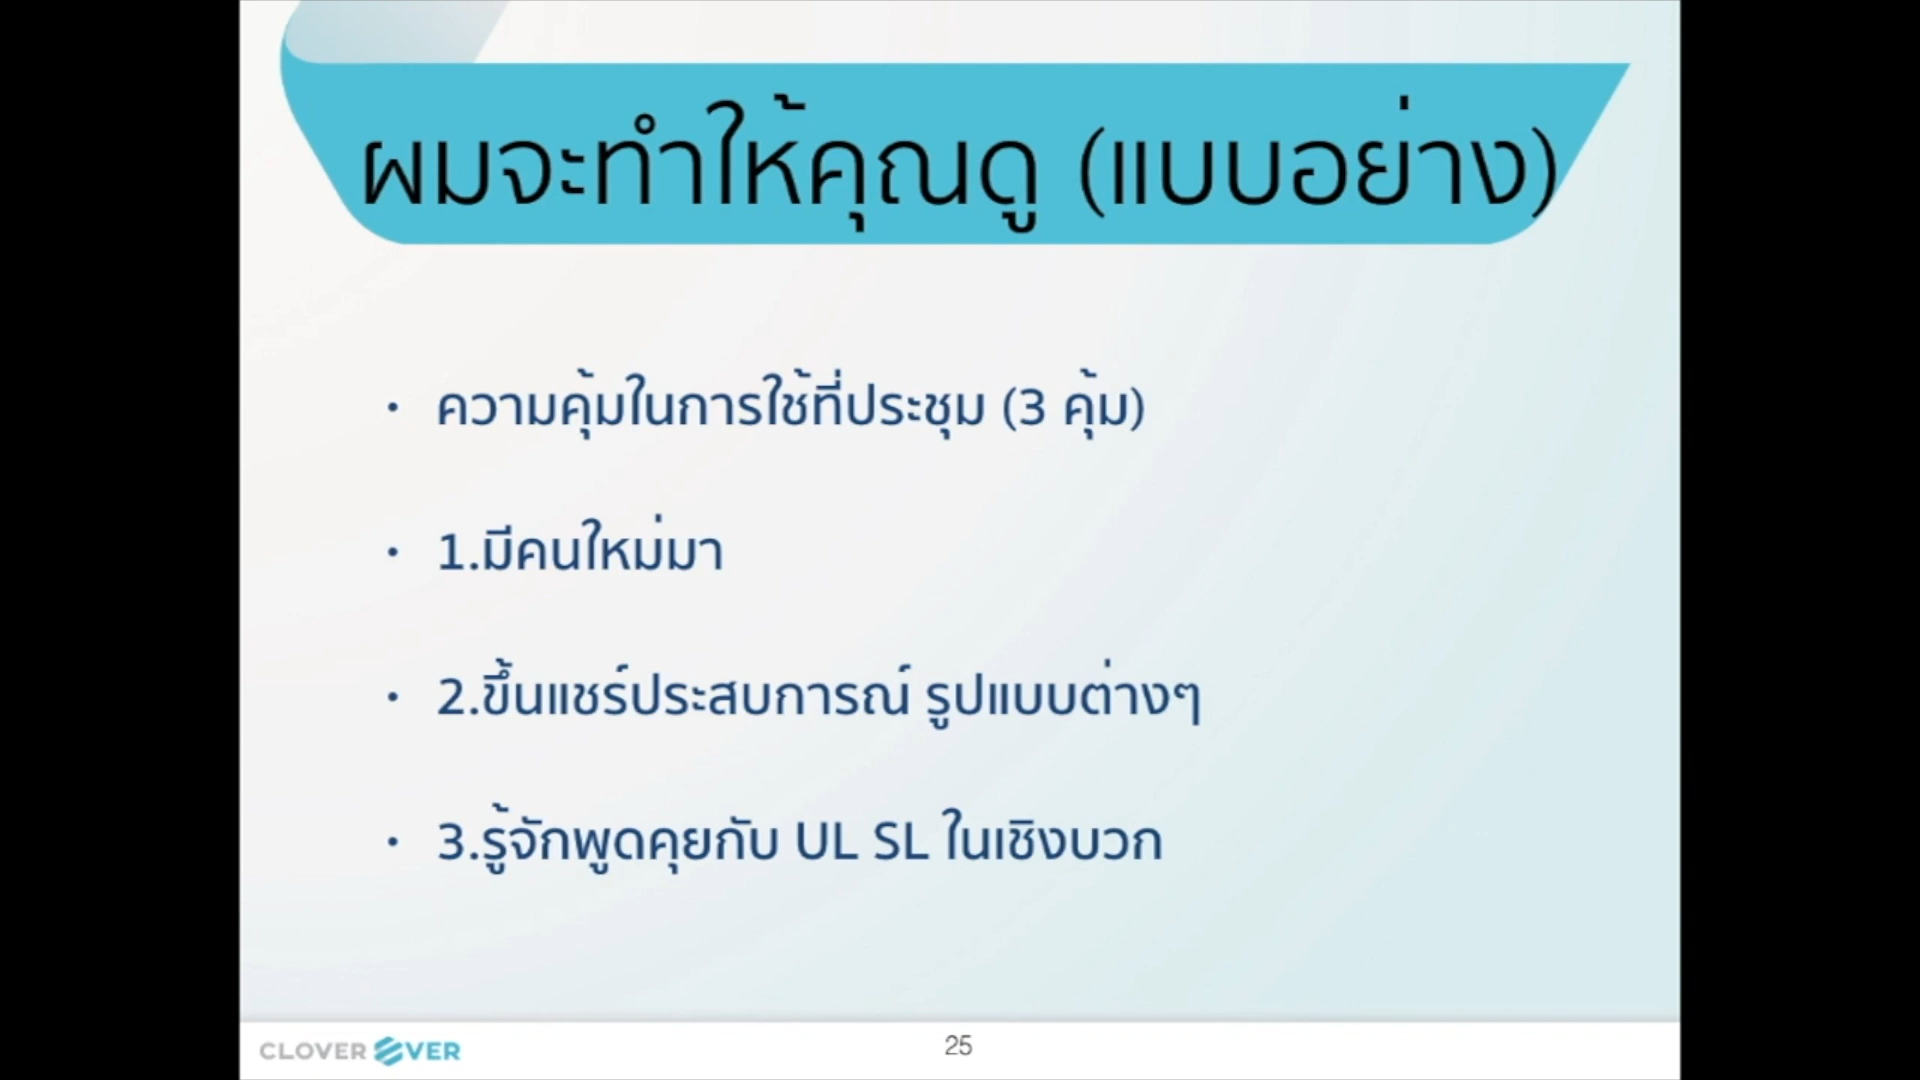 ผมจะทำให้คุณดู (แบบอย่าง)
• ความคุ้มในการใช้ที่ประชุม (3 คุ้ม)
• 1.มีคนใหม่มา
• 2.ขึ้นแชร์ประสบการณ์ รูปแบบต่างๆ
• 3.รู้จักพูดคุยกับ UL SL ในเชิงบวก
CLOVER EVER
25